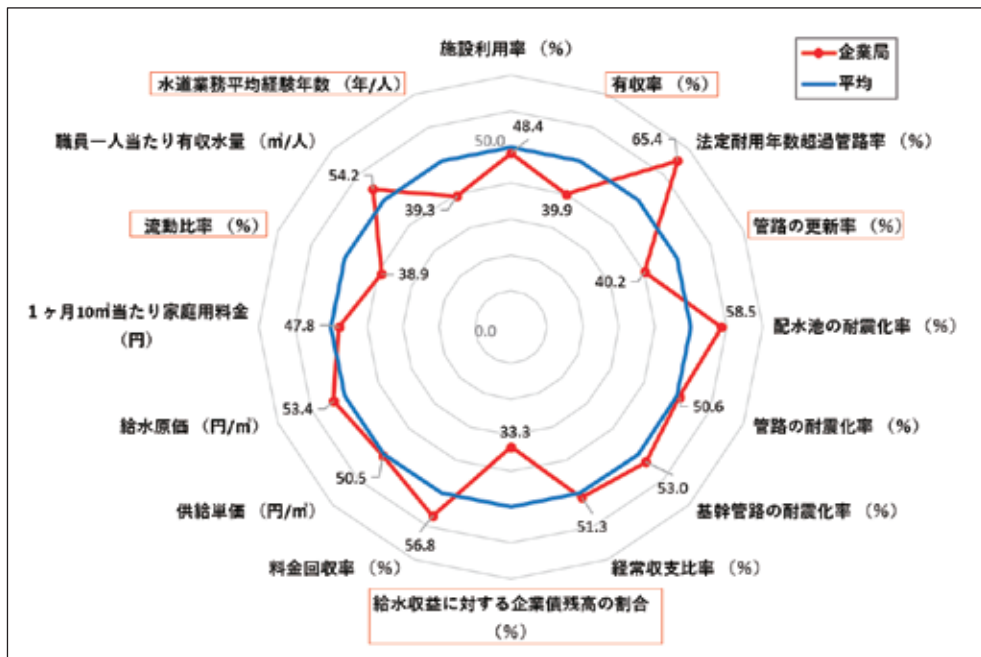 施設利用率 (%)
企業局
平均
水道業務平均経験年数 (年/人)
有収率 (%)
職員一人当たり有収水量 (㎥/人)
50.0
48.4
65.4
法定耐用年数超過管路率 (%)
54.2
39.3
39.9
流動比率 (%)
管路の更新率 (%)
38.9
40.2
1ヶ月10㎥当たり家庭用料金
(円)
47.8
0.0
58.5
配水池の耐震化率 (%)
給水原価 (円/㎥)
53.4
50.6
管路の耐震化率 (%)
33.3
供給単価 (円/㎥)
50.5
53.0
基幹管路の耐震化率 (%)
料金回収率 (%)
56.8
51.3
経常収支比率 (%)
給水収益に対する企業債残高の割合
(%)